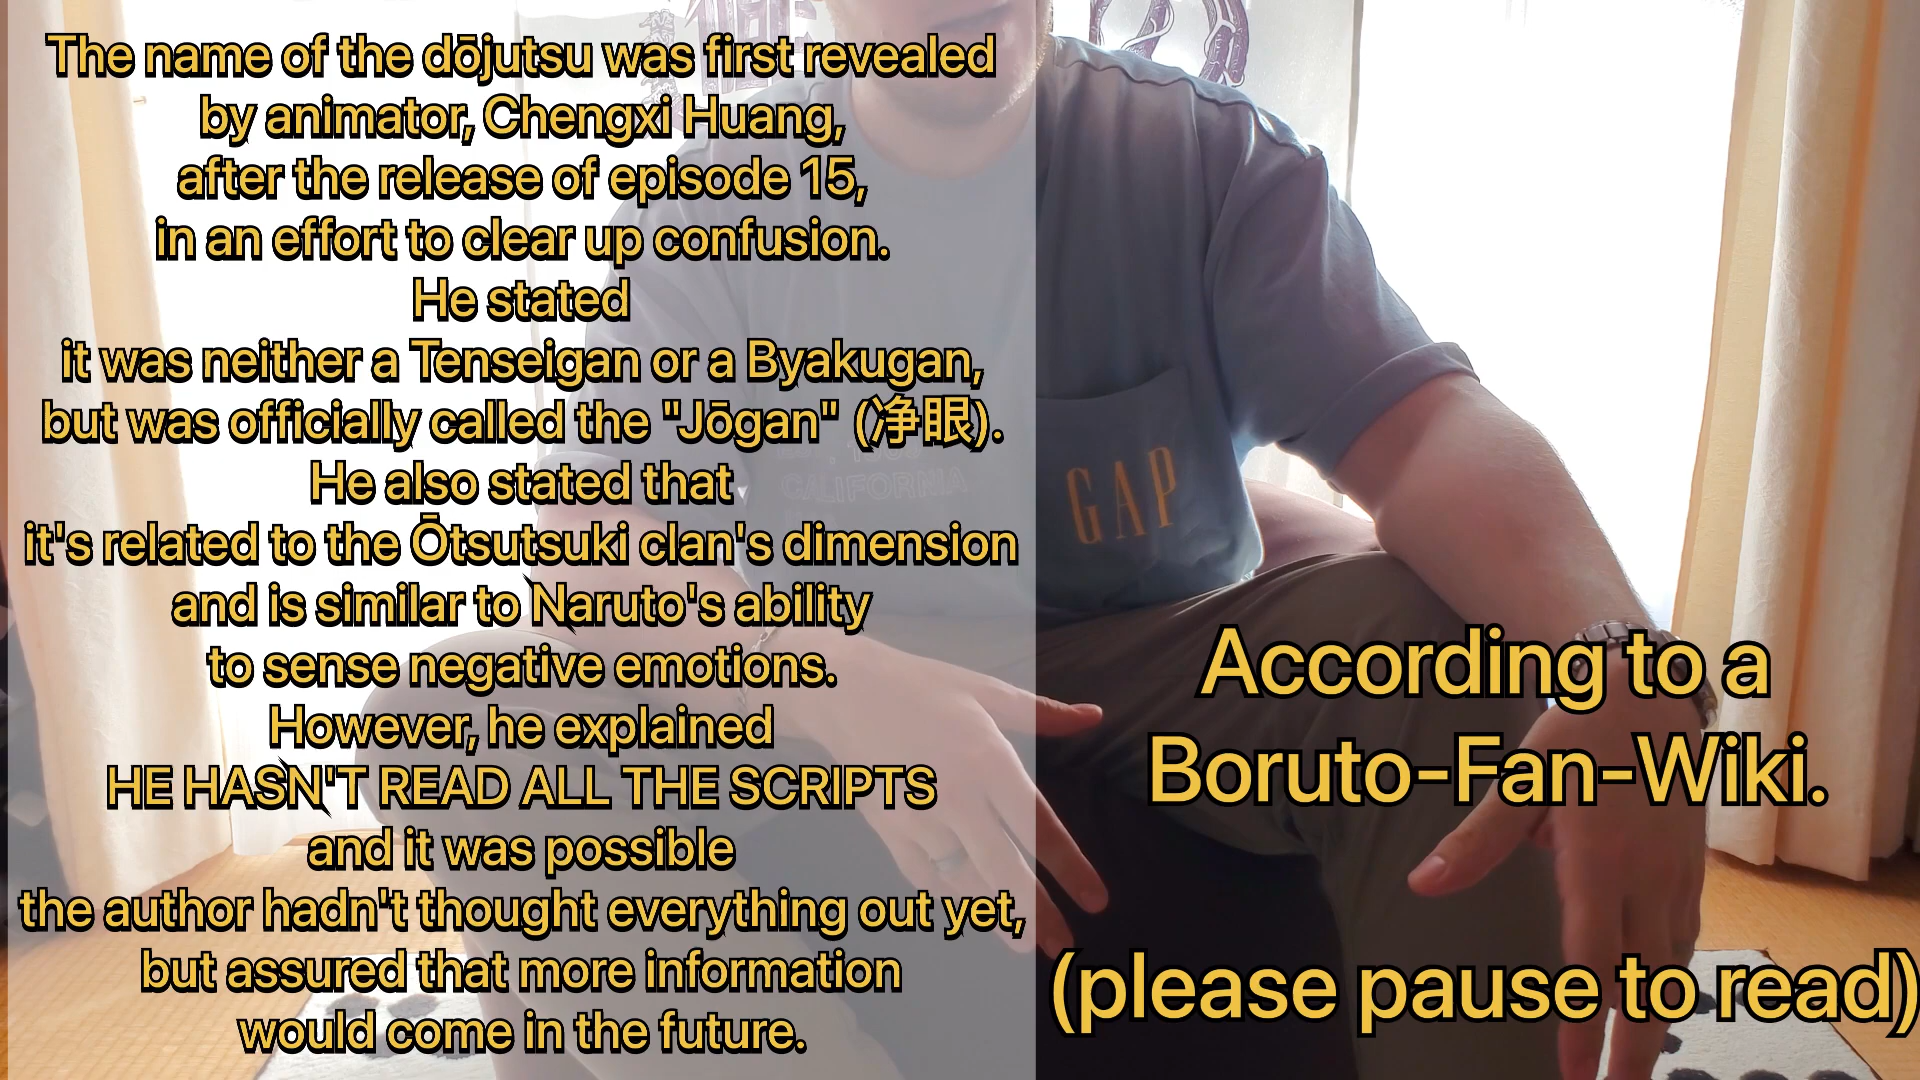 The name of the dōjutsu was first revealed
by animator, Chengxi Huang,
after the release of episode 15,
in an effort to clear up confusion.
He stated
it was neither a Tenseigan or a Byakugan,
but was officially called the "Jōgan" (净眼).
He also stated that
it's related to the Ōtsutsuki clan's dimension
and is similar to Naruto's ability
to sense negative emotions.
However, he explained
HE HASN'T READ ALL THE SCRIPTS
and it was possible
the author hadn't thought everything out yet,
but assured that more information
would come in the future.
CALIFORNIA
GAP
According to a
Boruto-Fan-Wiki.
(please pause to read)